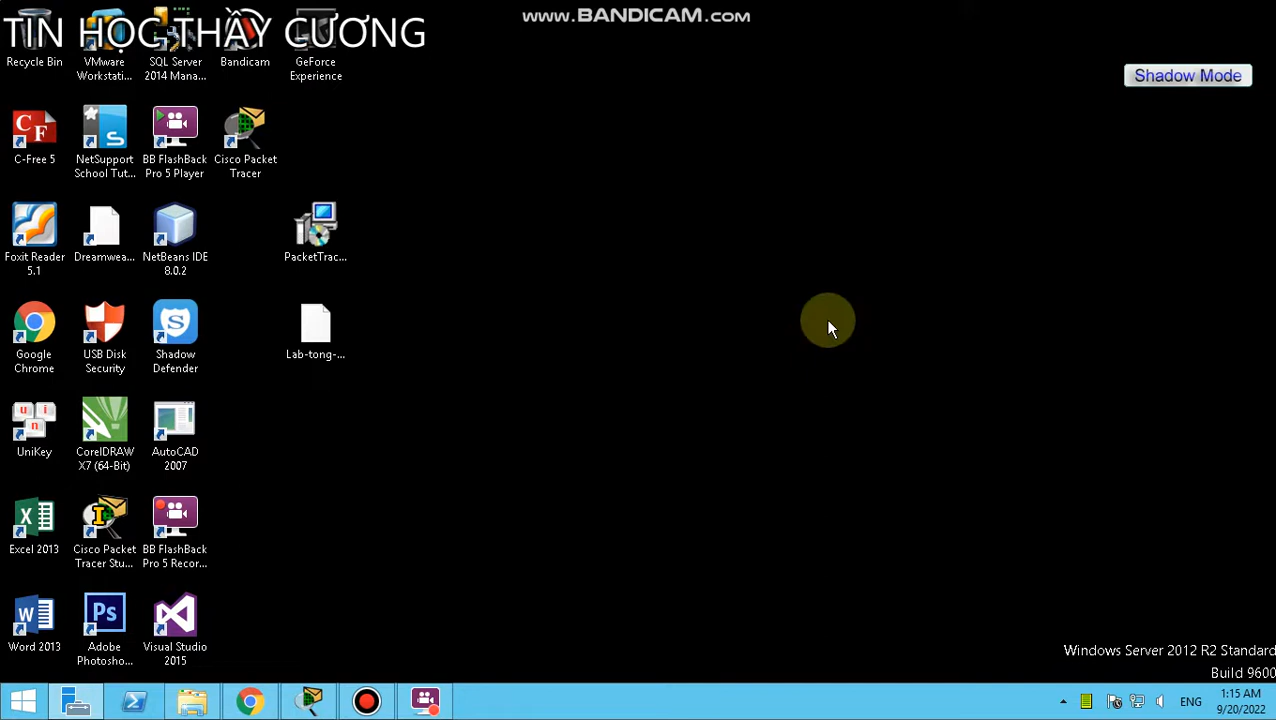 TIN HỌC THẦY CƯƠNG
WWW.BANDICAM.COM
Shadow Mode
Recycle Bin
VMware
Workstati...
SQL Server
2014 Mana...
Bandicam
GeForce
Experience
C-Free 5
NetSupport
School Tut...
BB FlashBack
Pro 5 Player
Cisco Packet
Tracer
Foxit Reader
5.1
Dreamwea...
NetBeans IDE
8.0.2
PacketTrac...
Google
Chrome
USB Disk
Security
Shadow
Defender
Lab-tong-...
UniKey
CorelDRAW
X7 (64-Bit)
AutoCAD
2007
Excel 2013
Cisco Packet
Tracer Stu...
BB FlashBack
Pro 5 Recor...
Word 2013
Adobe
Photosho...
Visual Studio
2015
Windows Server 2012 R2 Standard
Build 9600
ENG
1:15 AM
9/20/2022